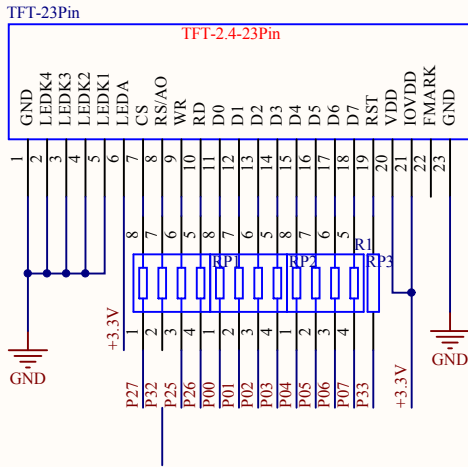 TFT-23Pin
TFT-2.4-23Pin
GND LEDK4 LEDK3 LEDK2 LEDK1 LEDA CS RS/AO WR RD D0 D1 D2 D3 D4 D5 D6 D7 RST VDD IOVDD FMARK GND
1 2 3 4 5 6 7 8 9 10 11 12 13 14 15 16 17 18 19 20 21 22 23
8 7 6 5 8 7 6 5 8 7 6 5
R1
RP1 RP2 RP3
1 2 3 4 1 2 3 4 1 2 3 4
+3.3V
GND GND
P27 P32 P25 P26 P00 P01 P02 P03 P04 P05 P06 P07 P33 +3.3V